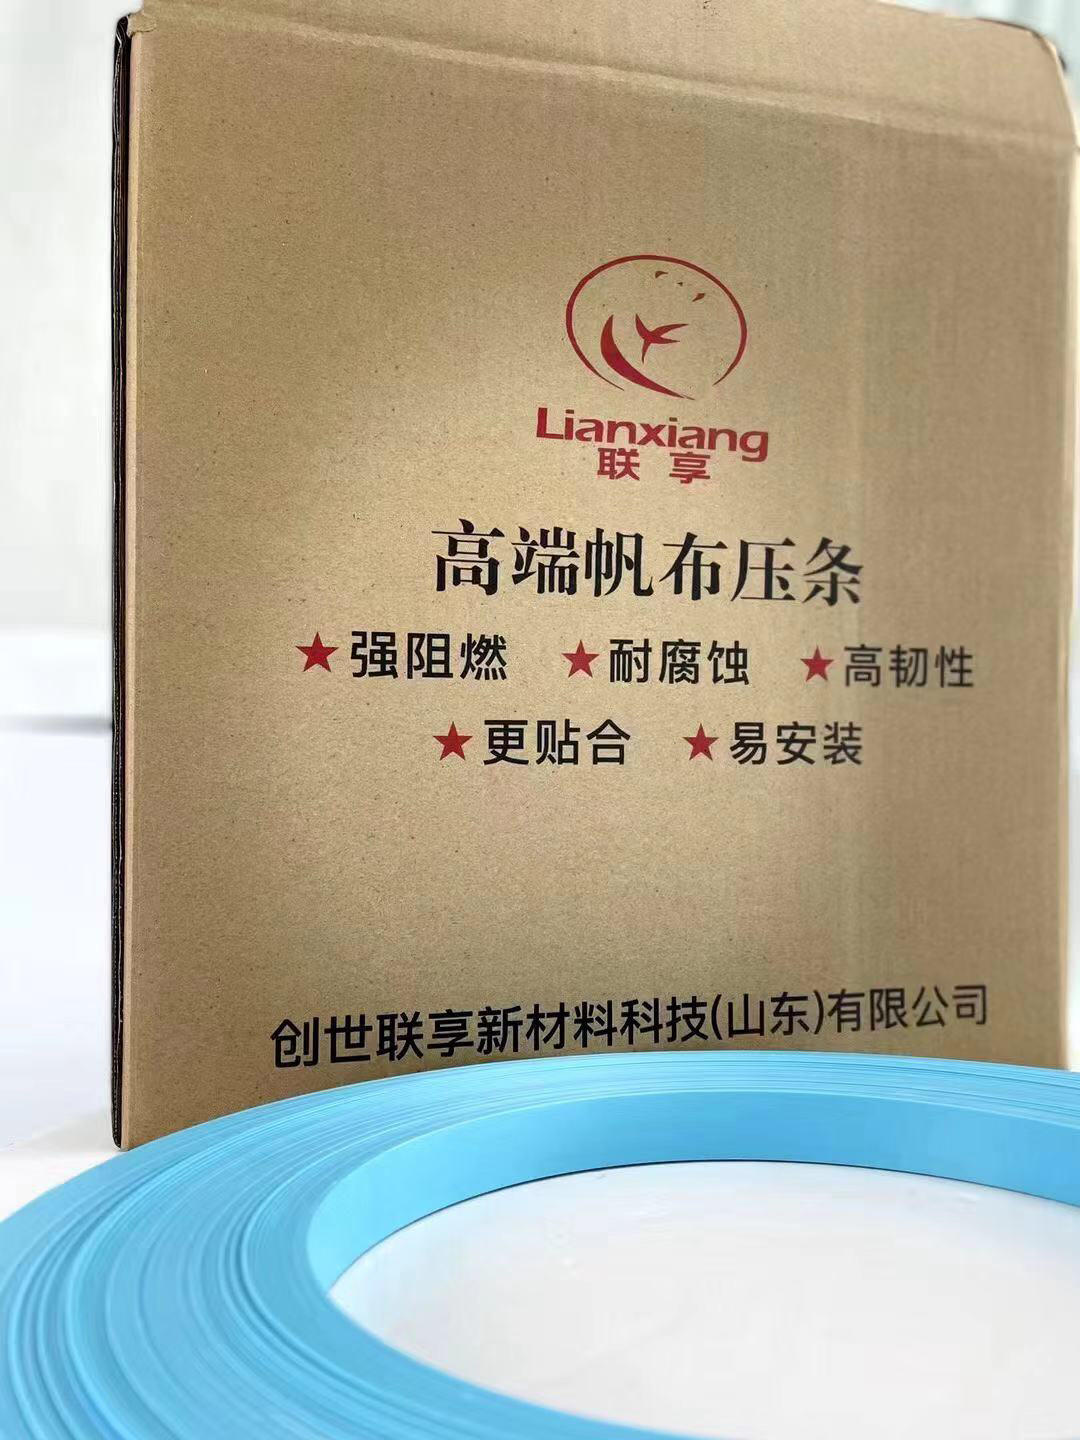 Lianxiang
联享
高端帆布压条
★强阻燃 ★耐腐蚀 ★高韧性
★更贴合 ★易安装
创世联享新材料科技(山东)有限公司